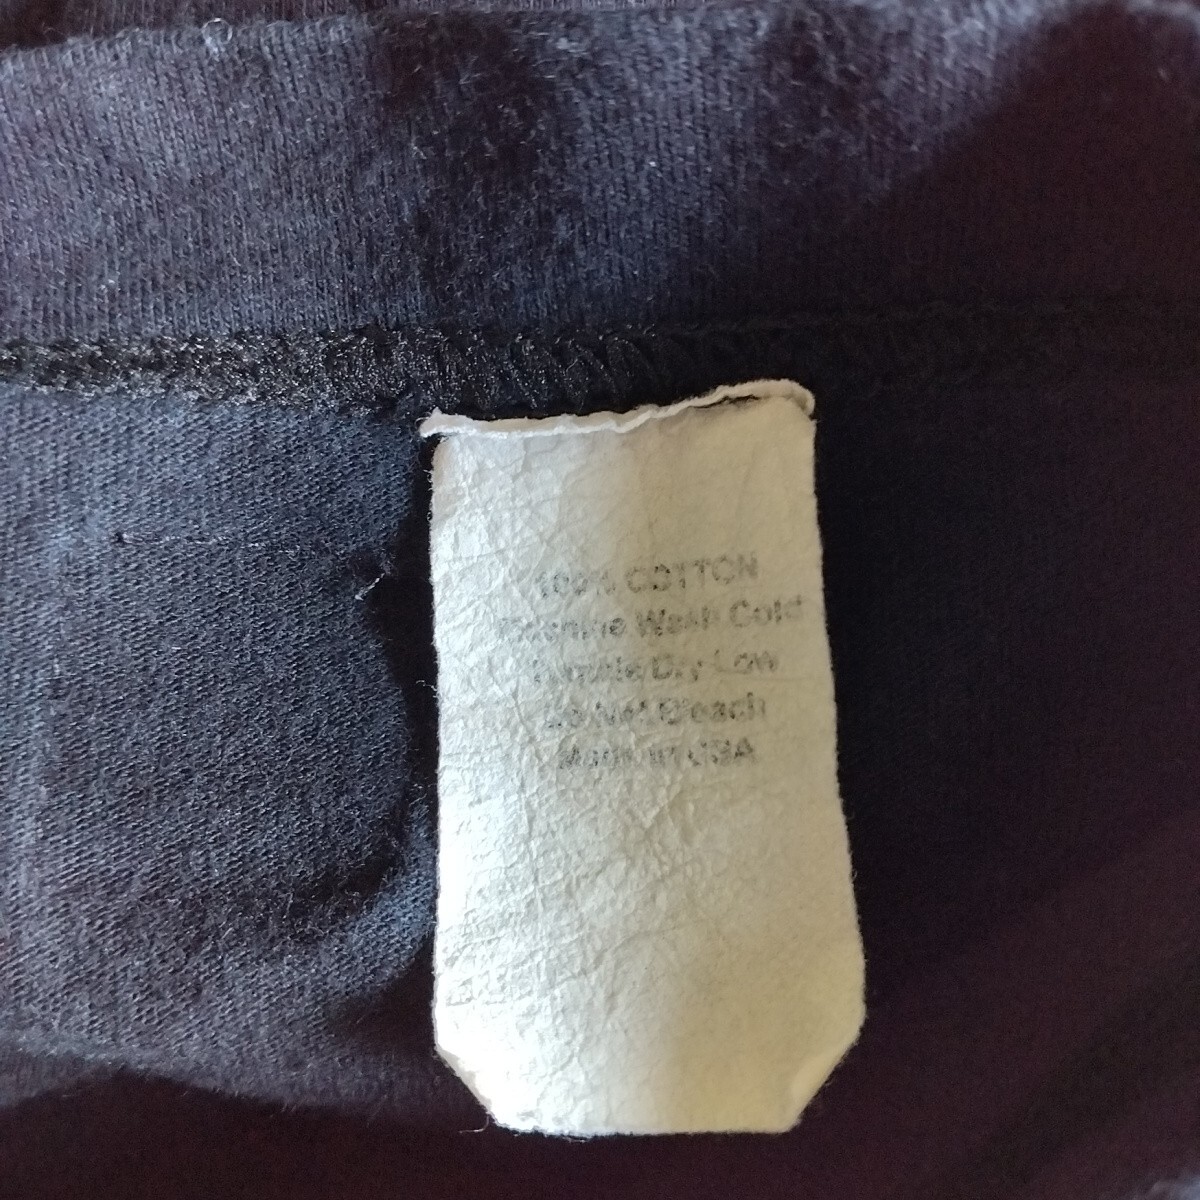 100% COTTON
Machine Wash Cold
Tumble Dry Low
Do Not Bleach
Made in USA